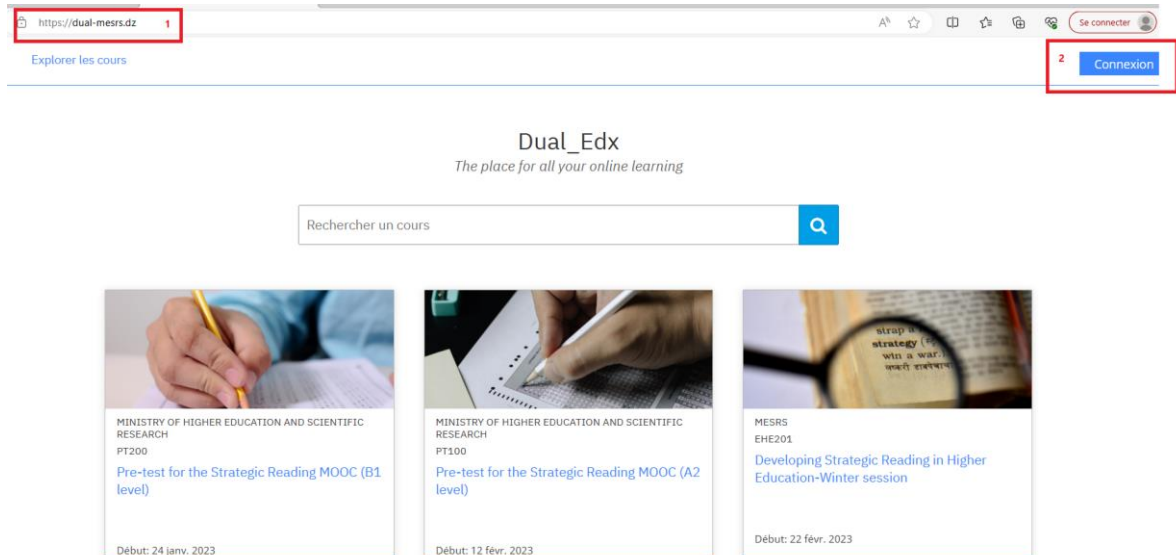 https://dual-mesrs.dz 1
Se connecter
Explorer les cours
2 Connexion
Dual_Edx
The place for all your online learning
Rechercher un cours
strap
strategy
win a war.
MINISTRY OF HIGHER EDUCATION AND SCIENTIFIC
RESEARCH
PT200
Pre-test for the Strategic Reading MOOC (B1
level)
Début: 24 janv. 2023
MINISTRY OF HIGHER EDUCATION AND SCIENTIFIC
RESEARCH
PT100
Pre-test for the Strategic Reading MOOC (A2
level)
Début: 12 févr. 2023
MESRS
EHE201
Developing Strategic Reading in Higher
Education-Winter session
Début: 22 févr. 2023